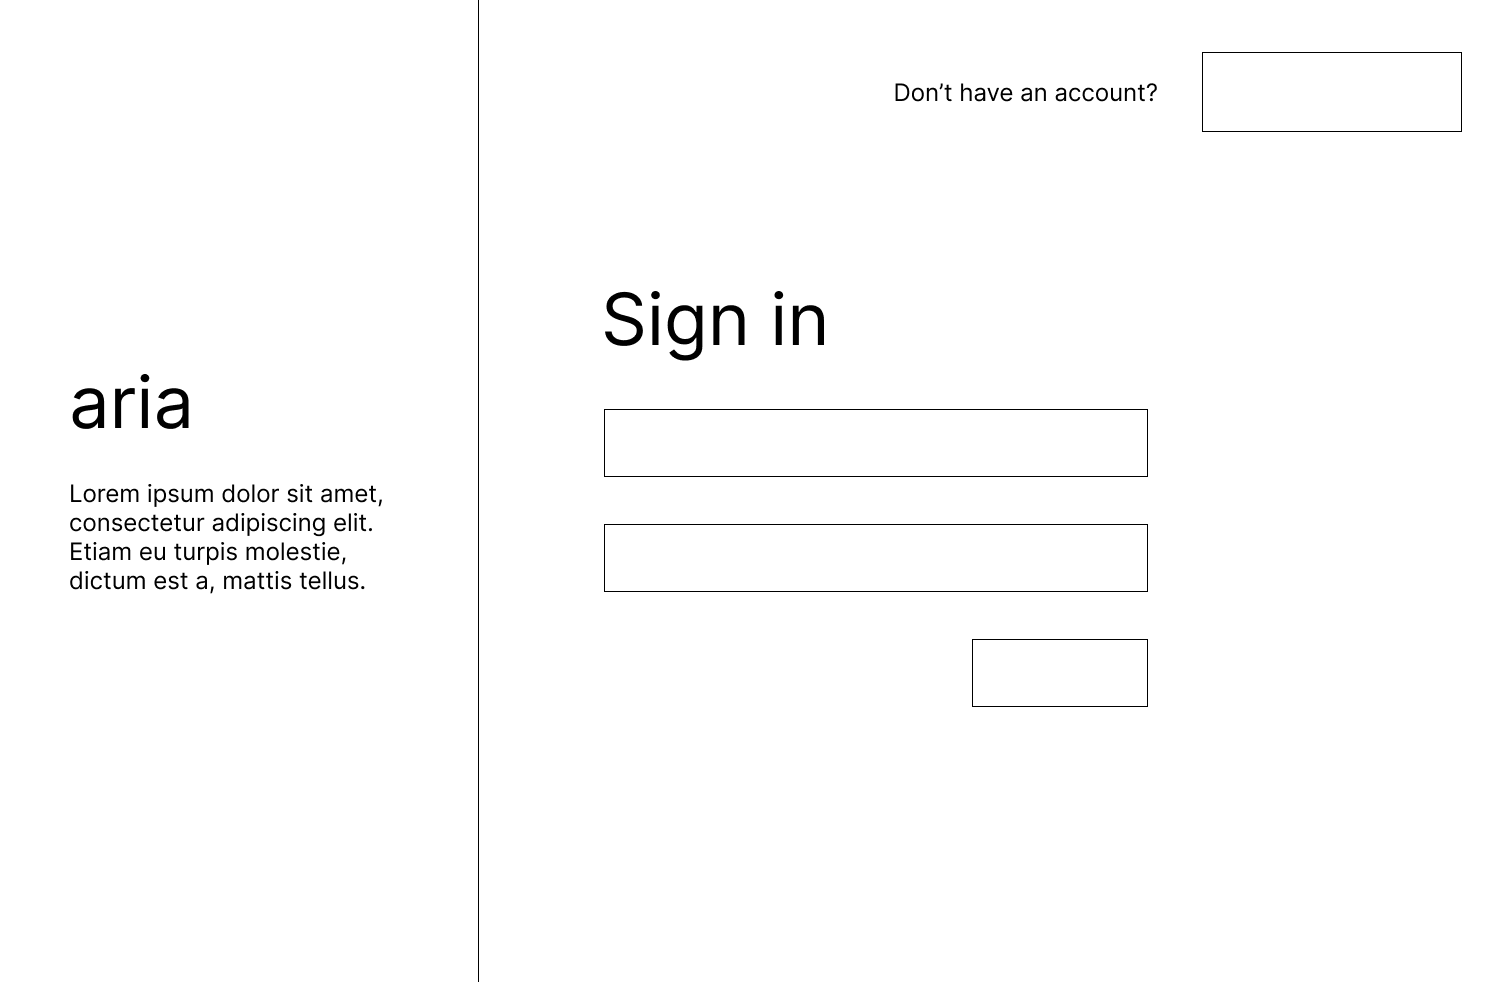 aria
Lorem ipsum dolor sit amet,
consectetur adipiscing elit.
Etiam eu turpis molestie,
dictum est a, mattis tellus.
Don’t have an account?
Sign in